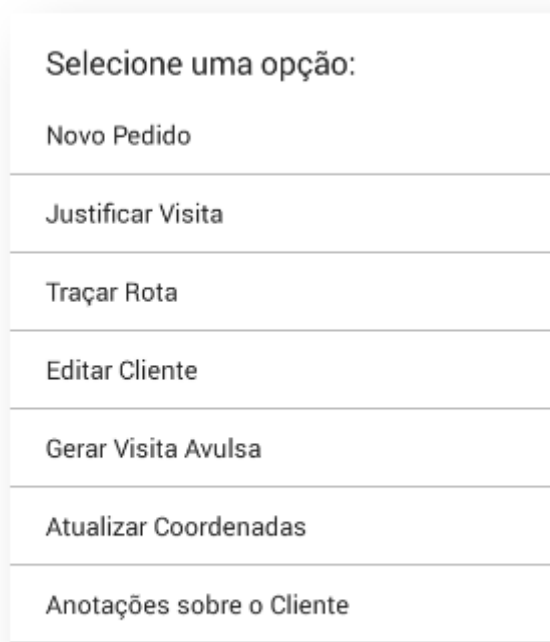 Selecione uma opção:
Novo Pedido
Justificar Visita
Traçar Rota
Editar Cliente
Gerar Visita Avulsa
Atualizar Coordenadas
Anotações sobre o Cliente